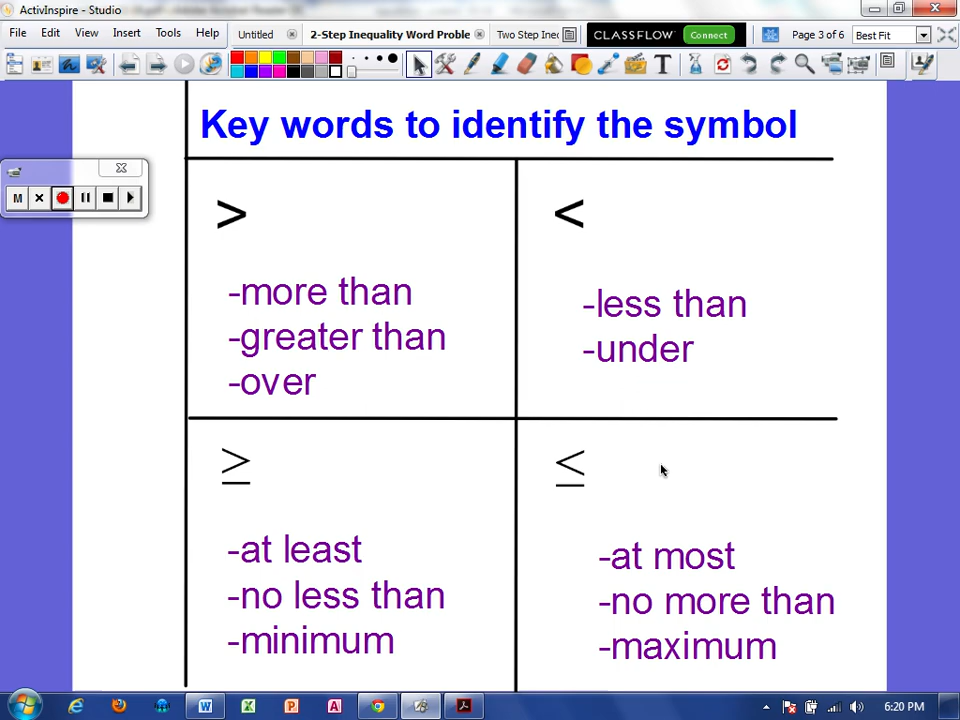 ActivInspire - Studio
File Edit View Insert Tools Help
Untitled 2-Step Inequality Word Proble Two Step Ineq CLASSFLOW Connect Page 3 of 6 Best Fit
Key words to identify the symbol
M
>
-more than
-greater than
-over
<
-less than
-under
≥
-at least
-no less than
-minimum
≤
-at most
-no more than
-maximum
6:20 PM